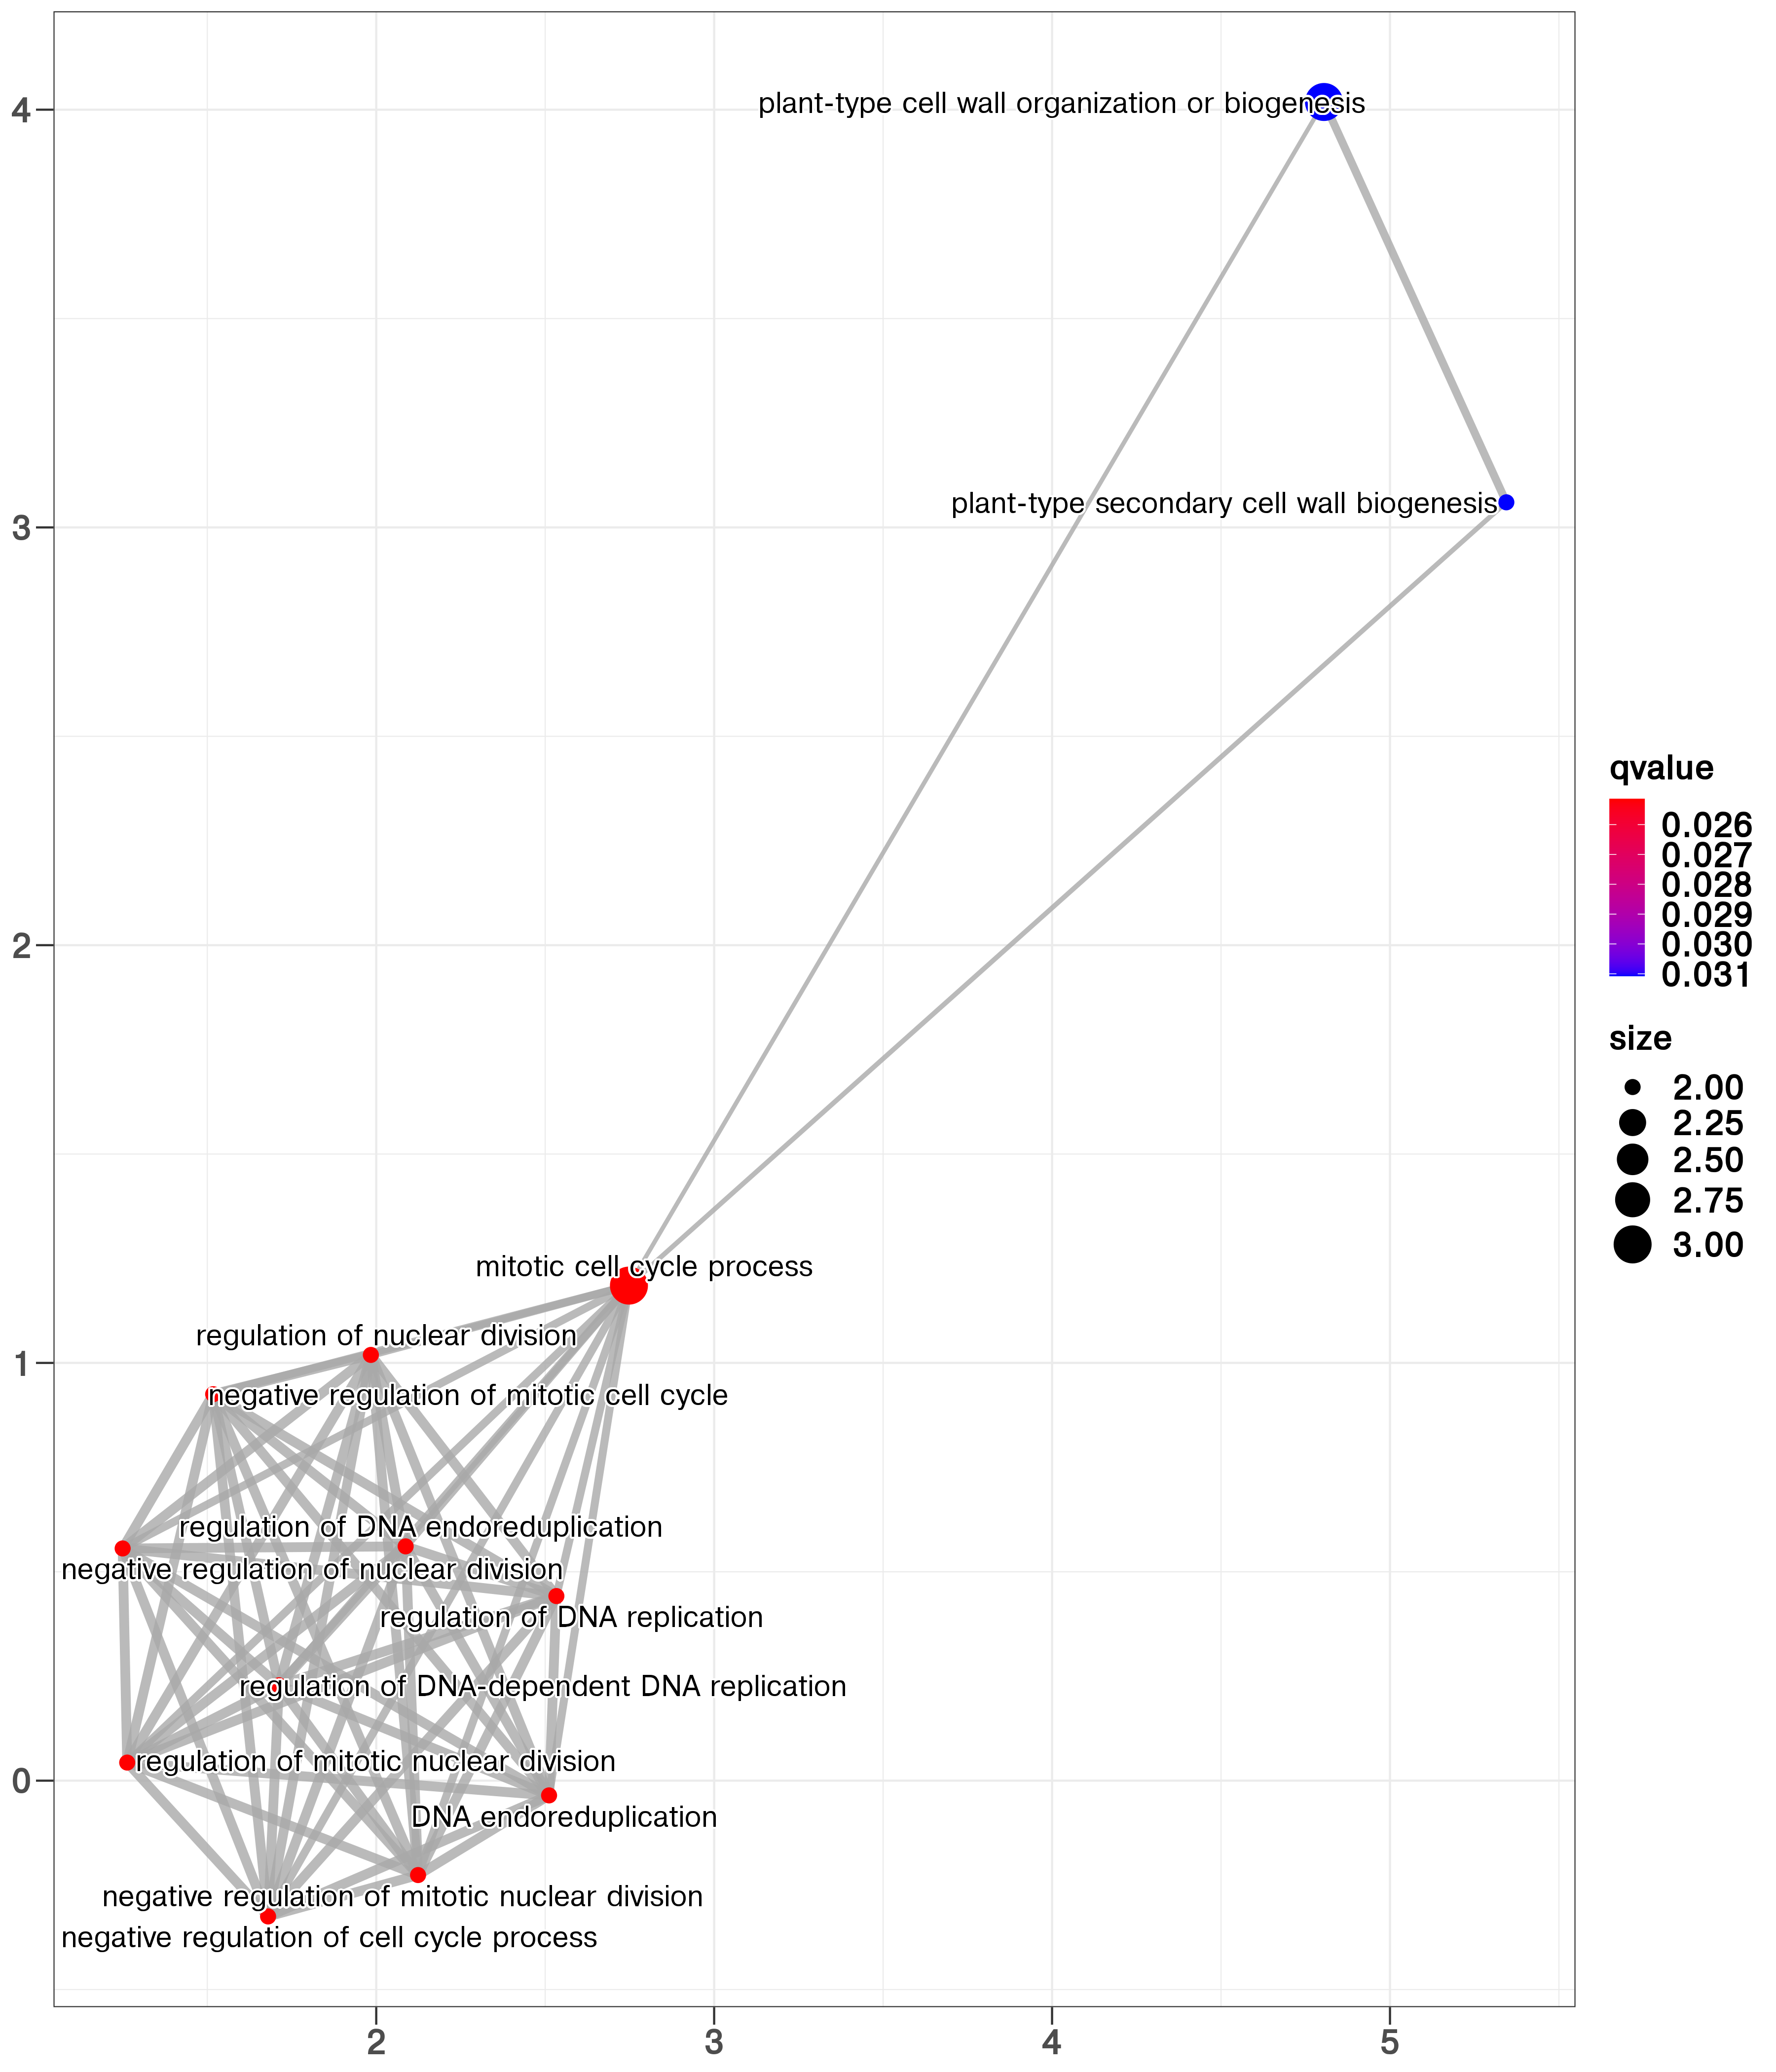 4
plant-type cell wall organization or biogenesis
3
plant-type secondary cell wall biogenesis
2
mitotic cell cycle process
regulation of nuclear division
1
negative regulation of mitotic cell cycle
regulation of DNA endoreduplication
negative regulation of nuclear division
regulation of DNA replication
regulation of DNA-dependent DNA replication
regulation of mitotic nuclear division
0
DNA endoreduplication
negative regulation of mitotic nuclear division
negative regulation of cell cycle process
2 3 4 5
qvalue
0.026
0.027
0.028
0.029
0.030
0.031
size
2.00
2.25
2.50
2.75
3.00